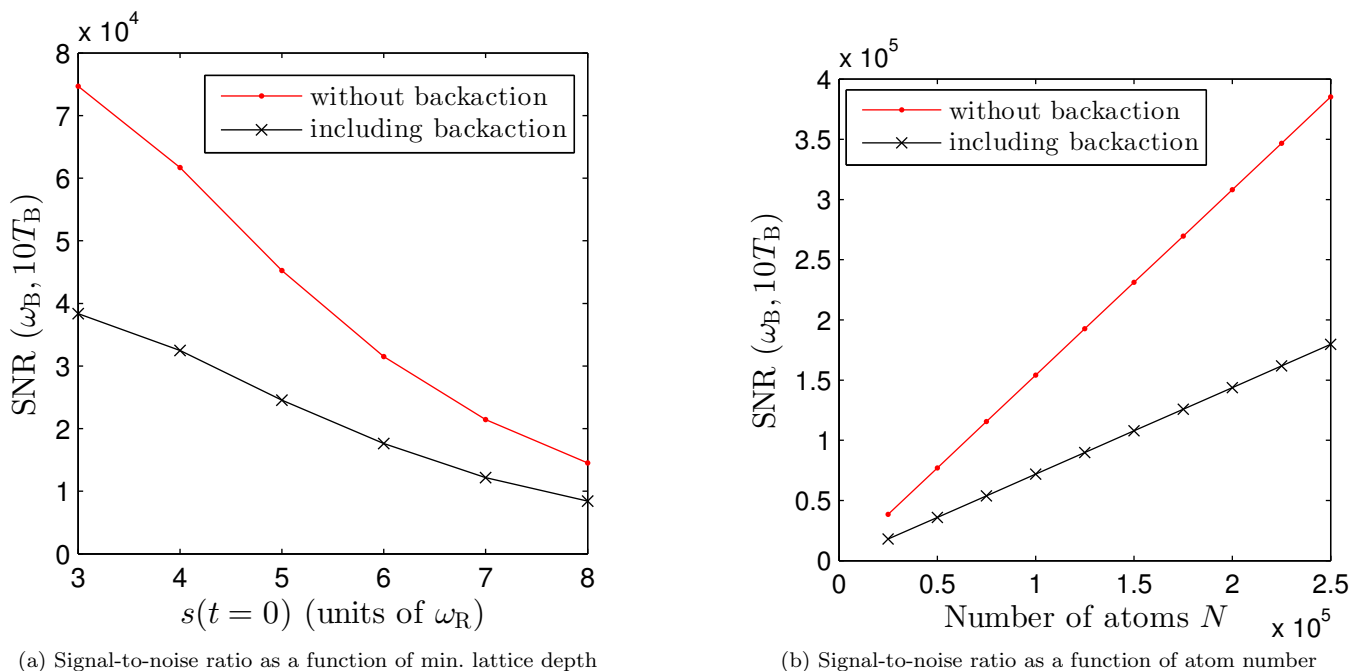 x 10^4
8
7
6
5
4
3
2
1
0
SNR (ω_B, 10T_B)
without backaction
including backaction
3 4 5 6 7 8
s(t = 0) (units of ω_R)
(a) Signal-to-noise ratio as a function of min. lattice depth
x 10^5
4
3.5
3
2.5
2
1.5
1
0.5
0
SNR (ω_B, 10T_B)
without backaction
including backaction
0 0.5 1 1.5 2 2.5
Number of atoms N
x 10^5
(b) Signal-to-noise ratio as a function of atom number